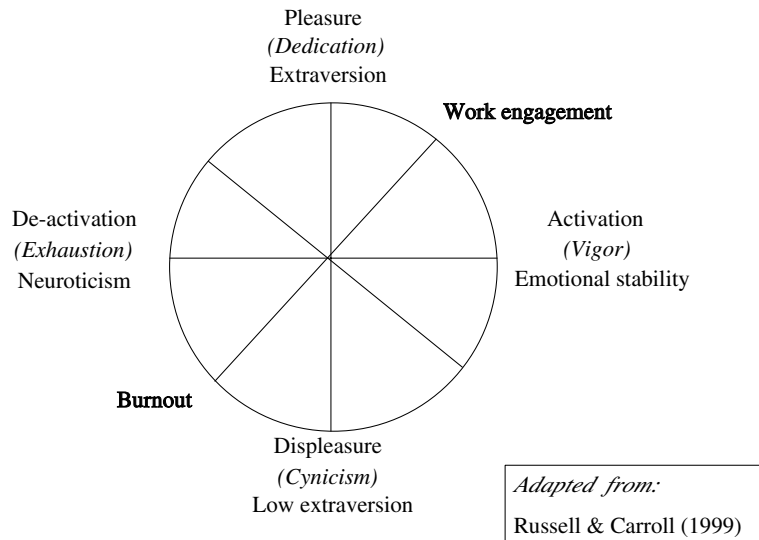 Pleasure
(Dedication)
Extraversion
Work engagement
De-activation
(Exhaustion)
Neuroticism
Activation
(Vigor)
Emotional stability
Burnout
Displeasure
(Cynicism)
Low extraversion
Adapted from:
Russell & Carroll (1999)